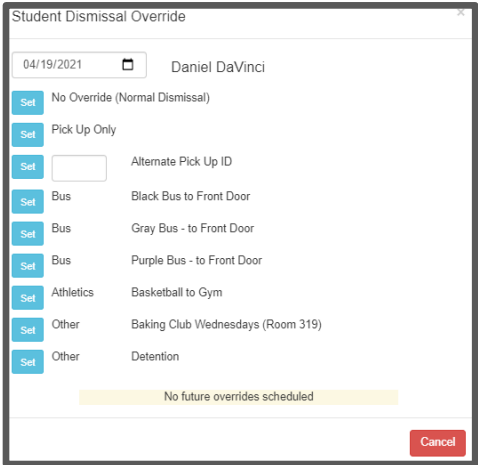 Student Dismissal Override ×
04/19/2021 Daniel DaVinci
Set No Override (Normal Dismissal)
Set Pick Up Only
Set Alternate Pick Up ID
Set Bus Black Bus to Front Door
Set Bus Gray Bus - to Front Door
Set Bus Purple Bus - to Front Door
Set Athletics Basketball to Gym
Set Other Baking Club Wednesdays (Room 319)
Set Other Detention
No future overrides scheduled
Cancel